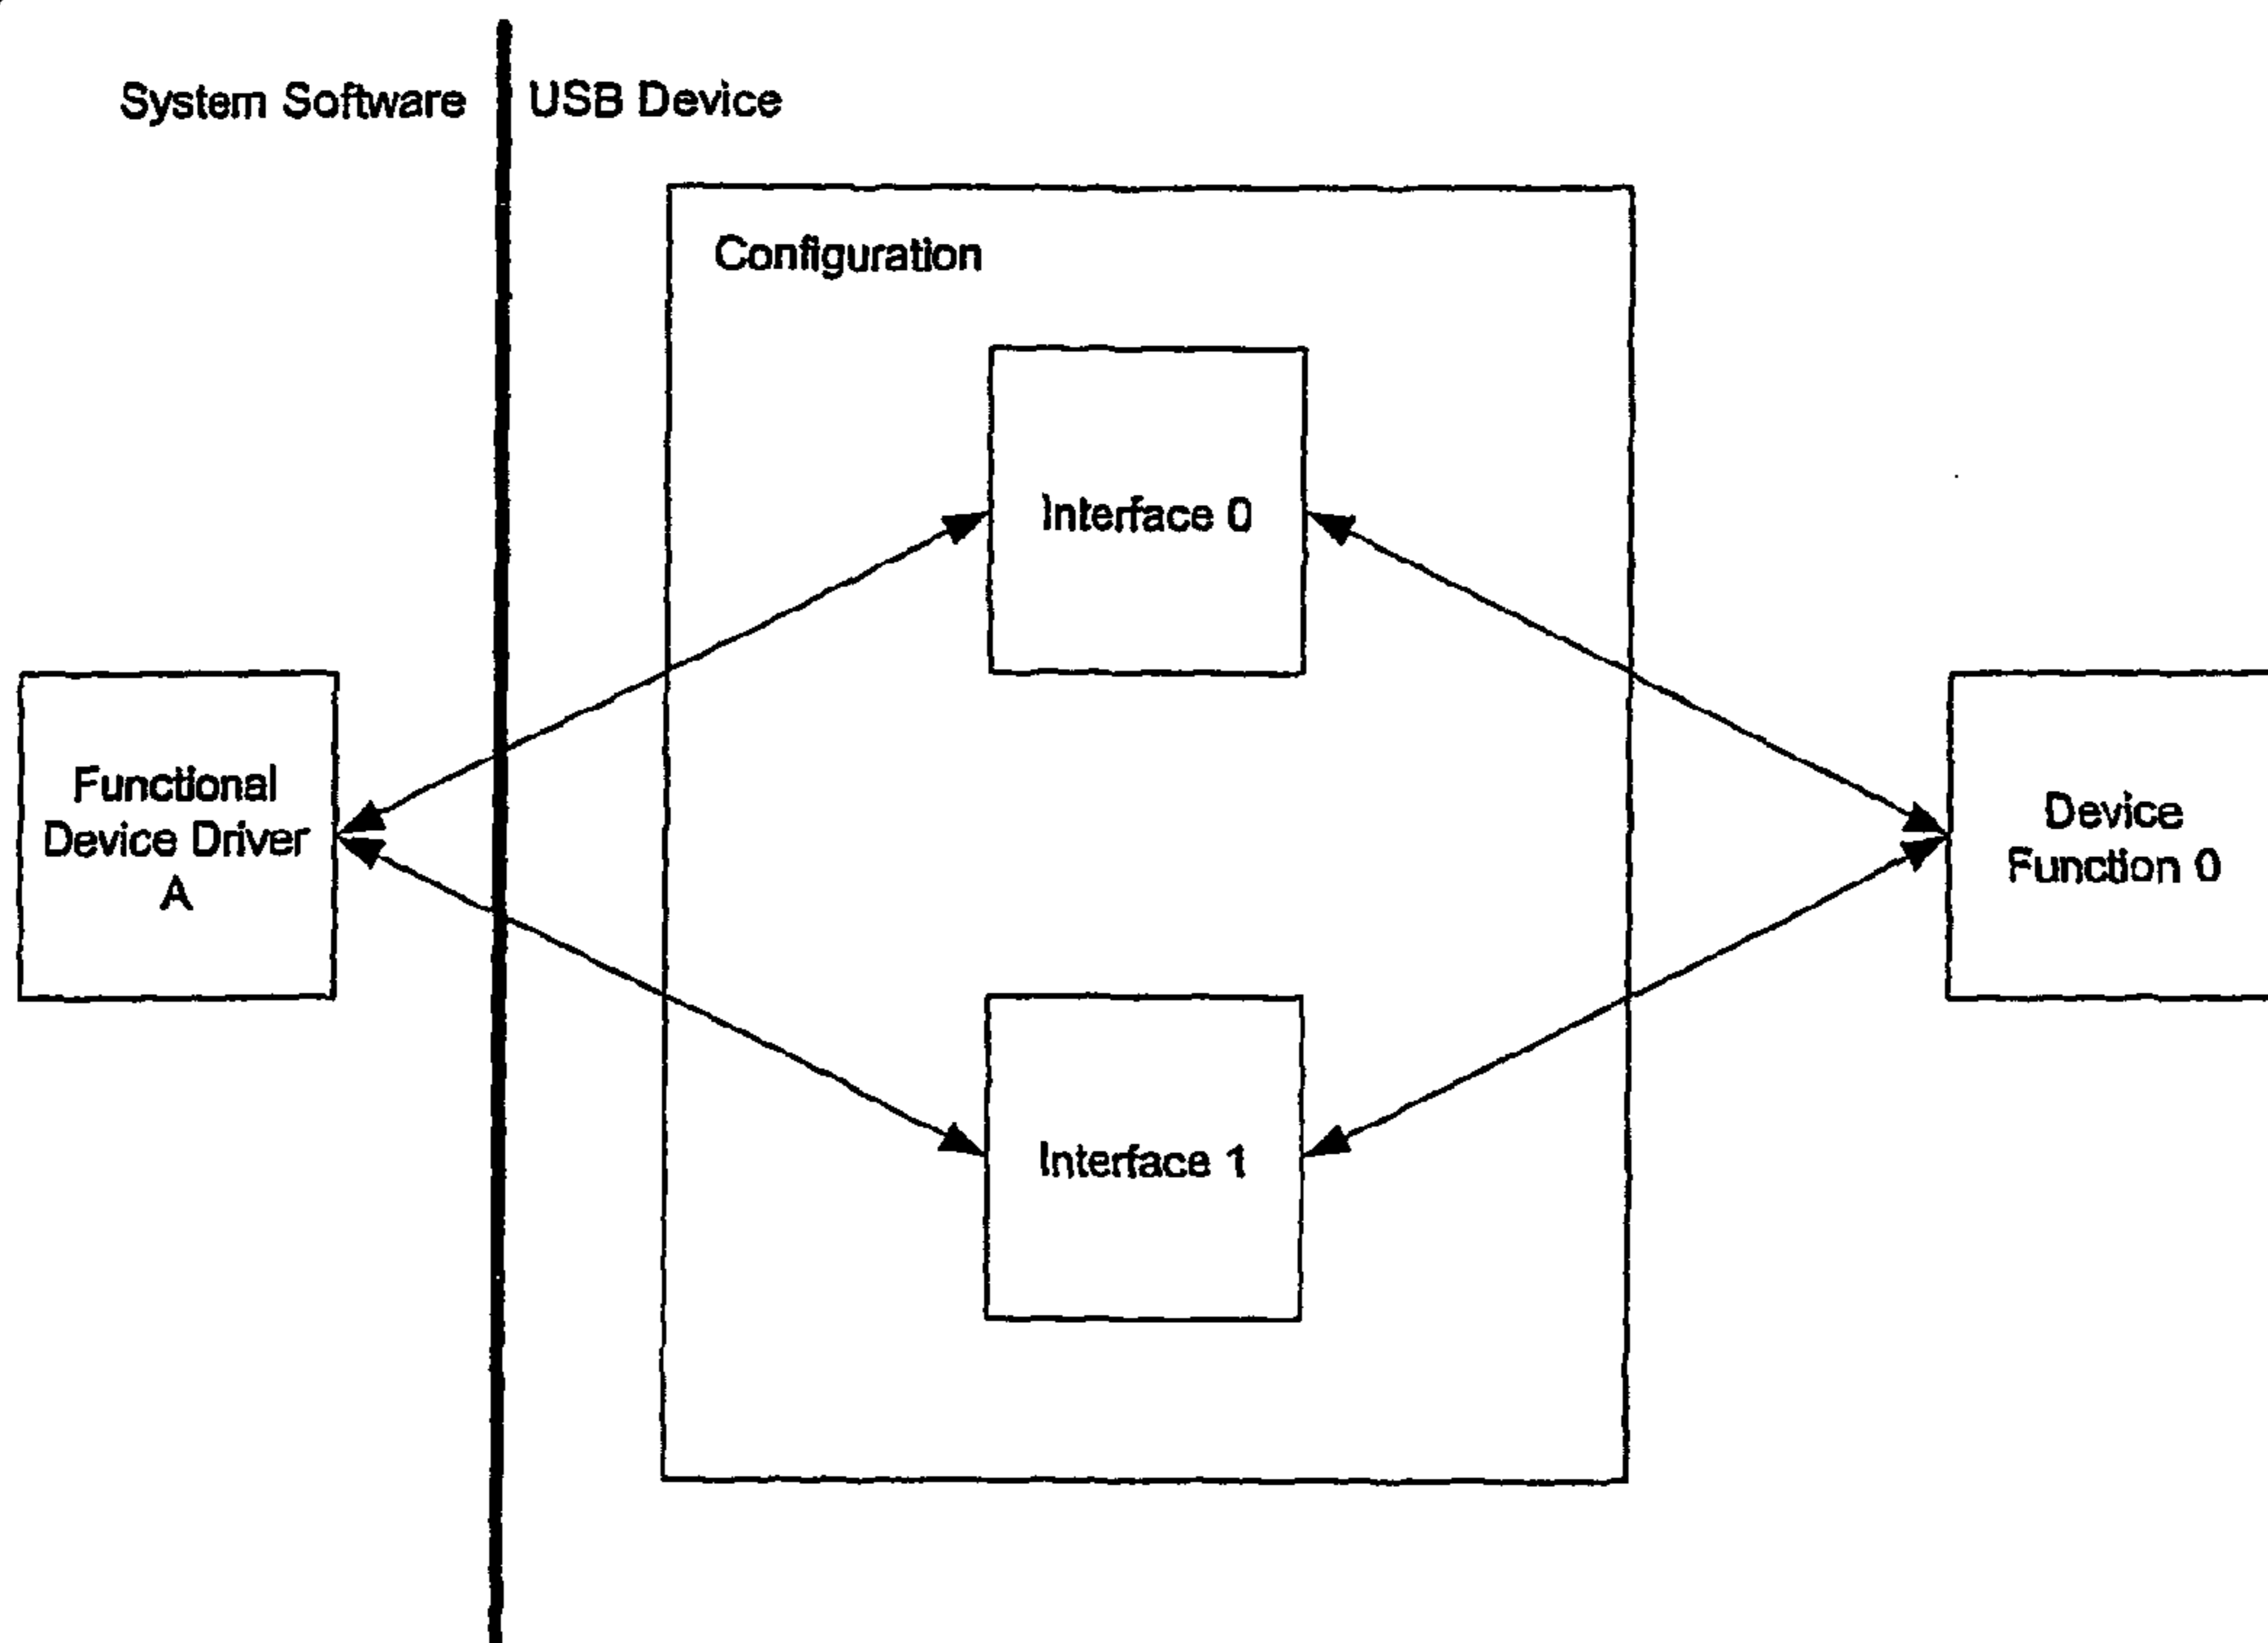 System Software
USB Device
Configuration
Interface 0
Functional
Device Driver
A
Device
Function 0
Interface 1